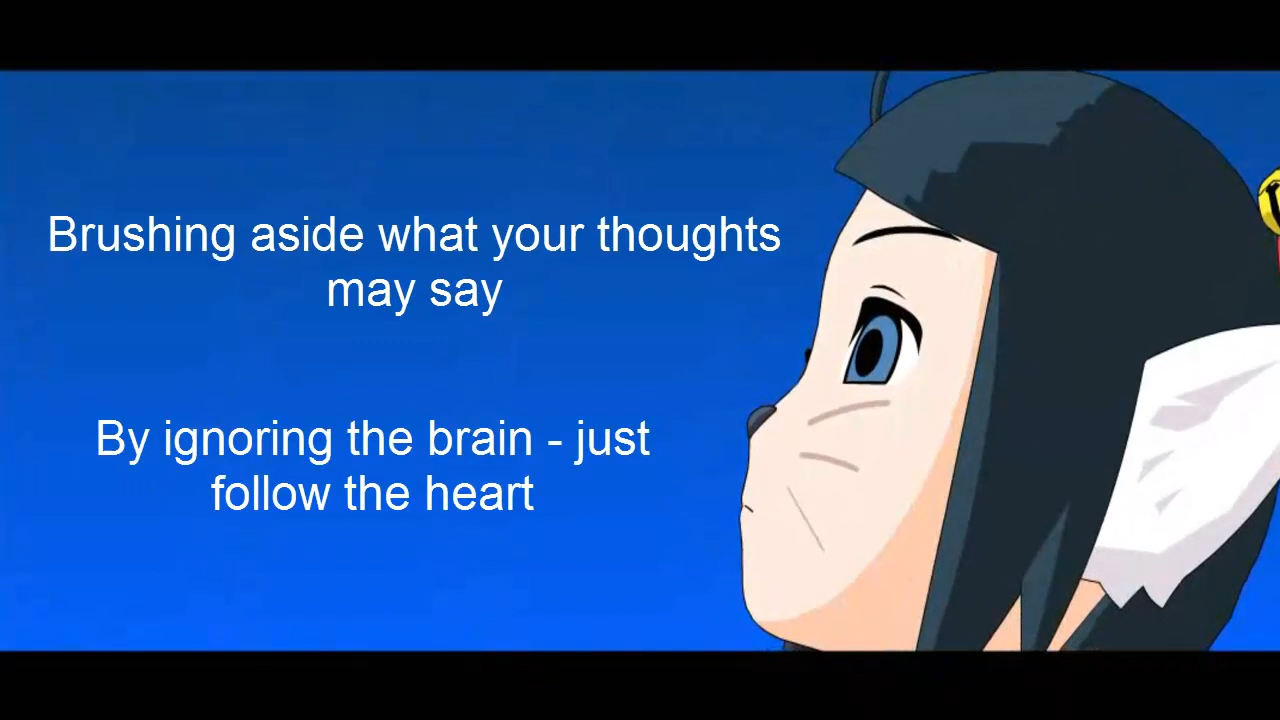 Brushing aside what your thoughts
may say
By ignoring the brain - just
follow the heart